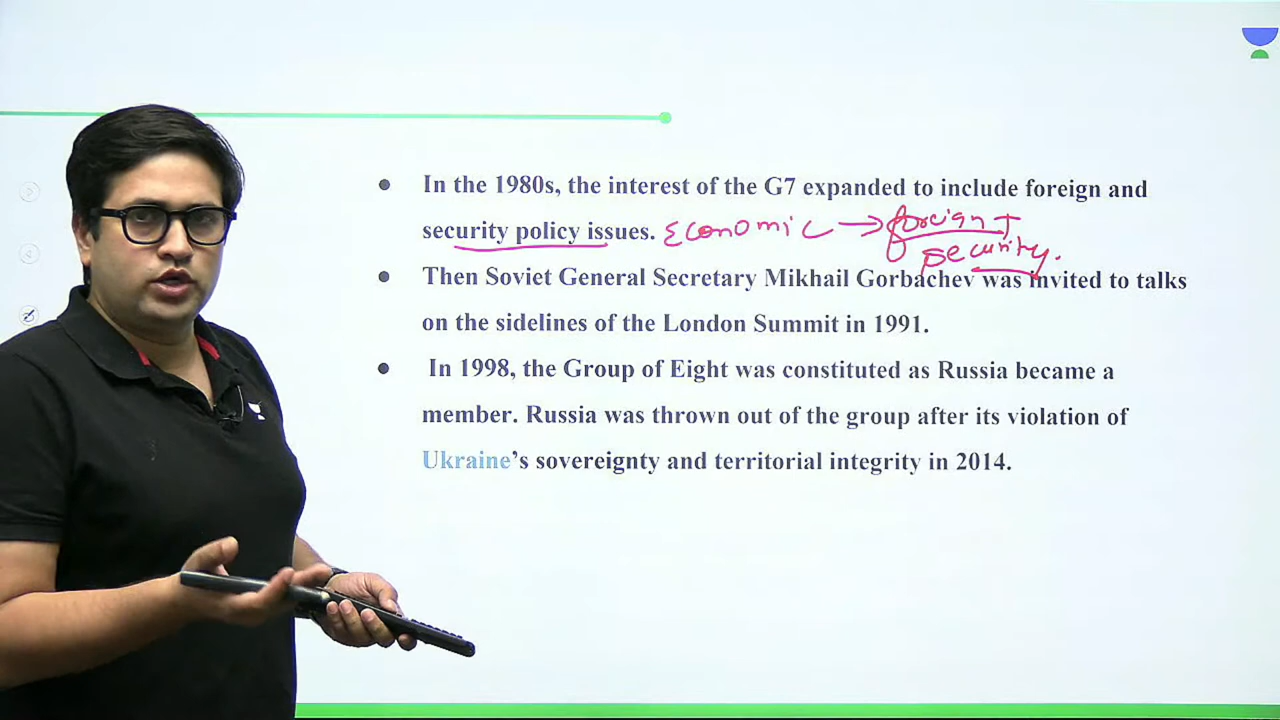 In the 1980s, the interest of the G7 expanded to include foreign and
security policy issues. Economic → foreign +
security.
Then Soviet General Secretary Mikhail Gorbachev was invited to talks
on the sidelines of the London Summit in 1991.
In 1998, the Group of Eight was constituted as Russia became a
member. Russia was thrown out of the group after its violation of
Ukraine's sovereignty and territorial integrity in 2014.